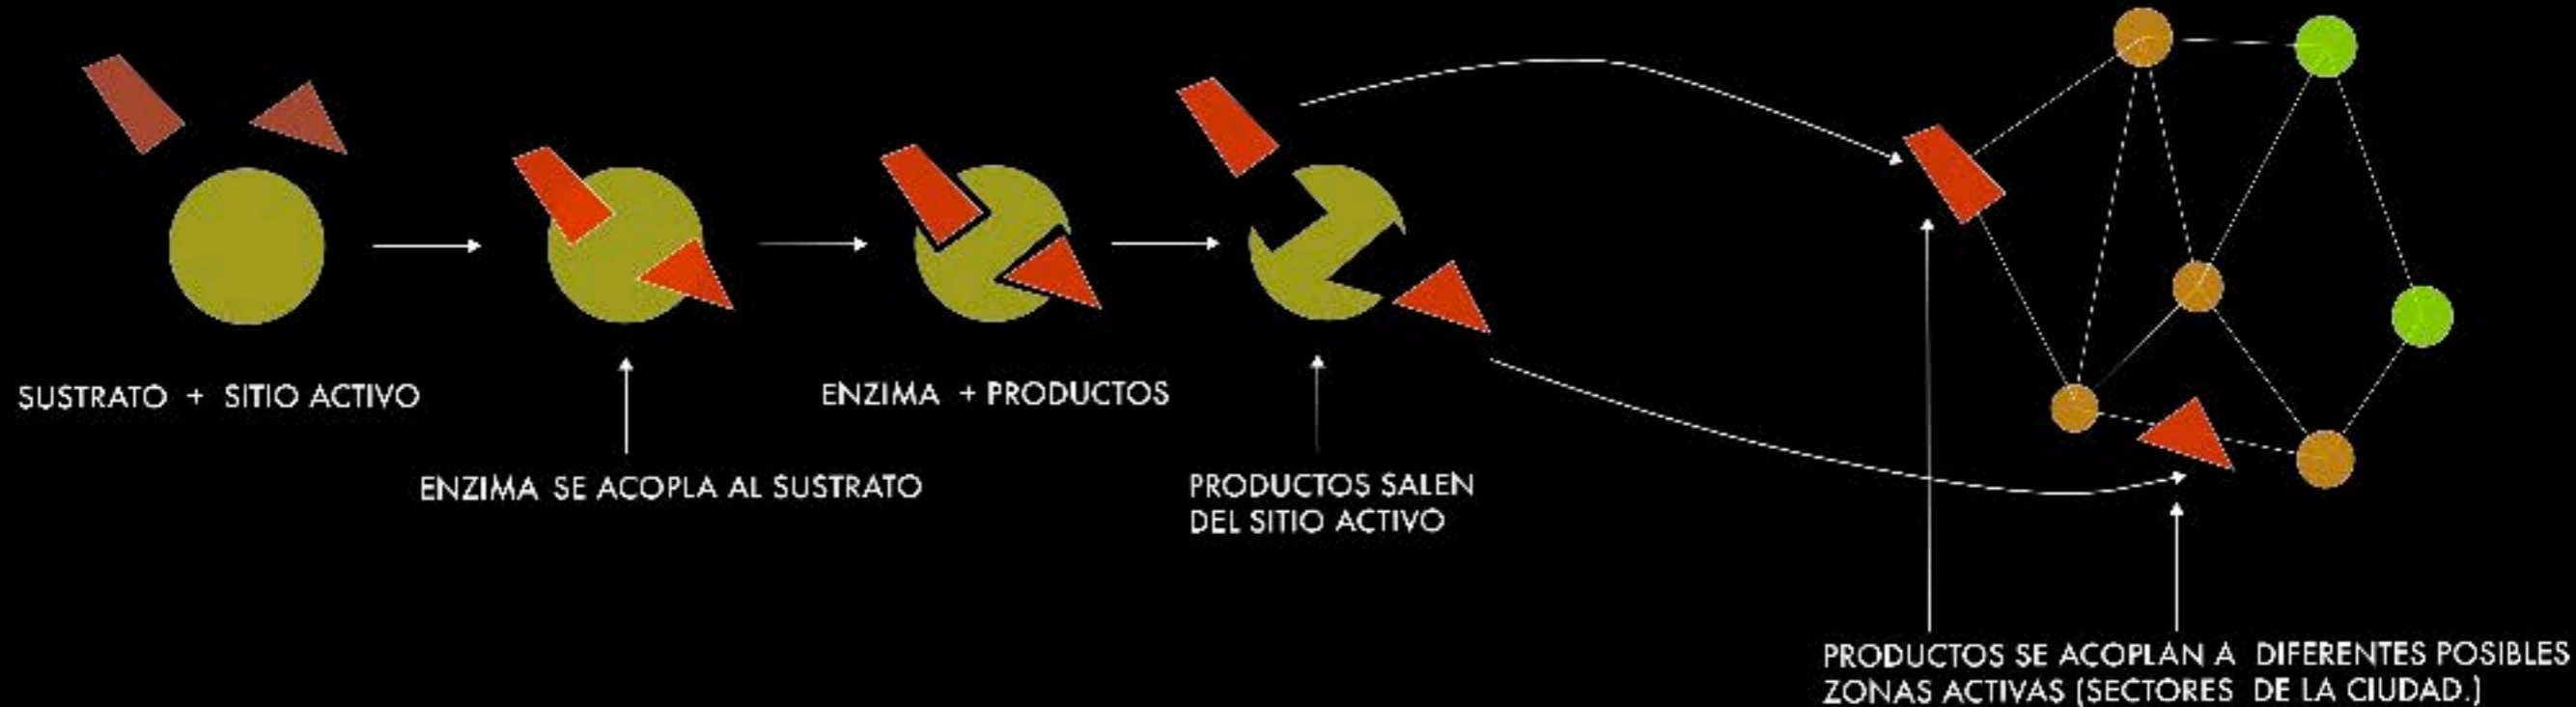 SUSTRATO + SITIO ACTIVO
ENZIMA SE ACOPLA AL SUSTRATO
ENZIMA + PRODUCTOS
PRODUCTOS SALEN
DEL SITIO ACTIVO
PRODUCTOS SE ACOPLAN A DIFERENTES POSIBLES
ZONAS ACTIVAS (SECTORES DE LA CIUDAD.)